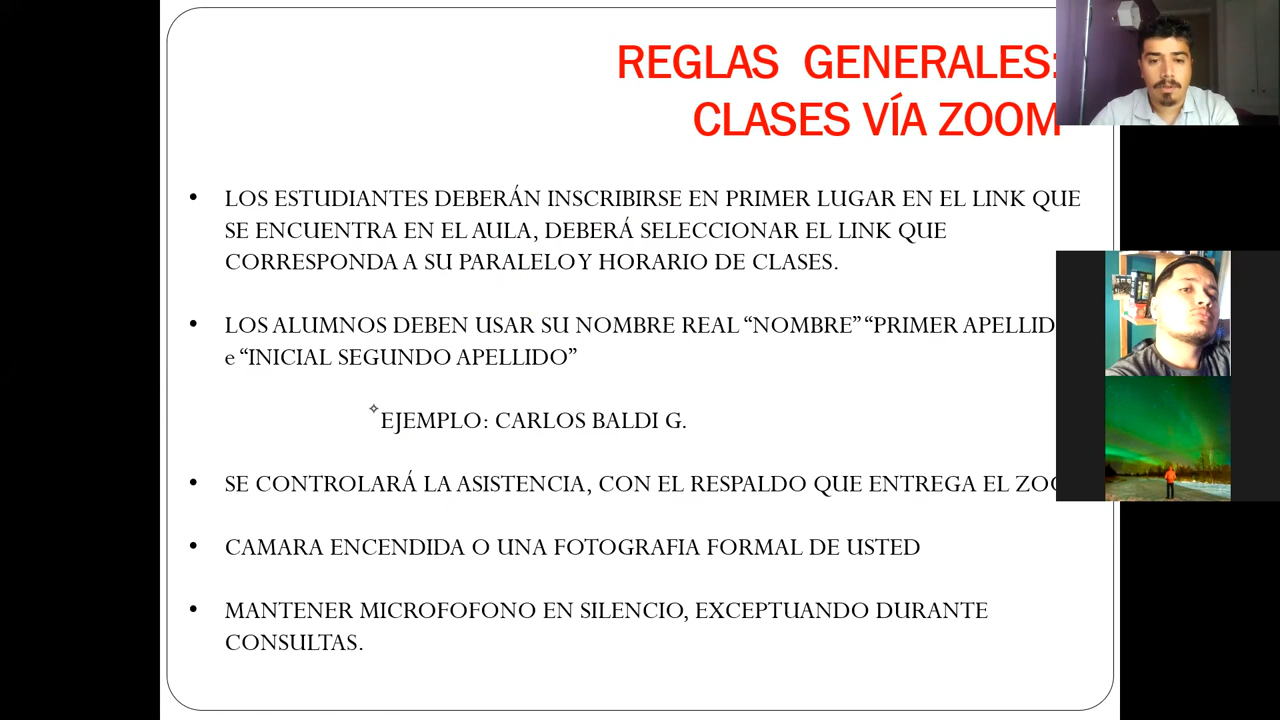 REGLAS GENERALES:
CLASES VÍA ZOOM
• LOS ESTUDIANTES DEBERÁN INSCRIBIRSE EN PRIMER LUGAR EN EL LINK QUE
SE ENCUENTRA EN EL AULA, DEBERÁ SELECCIONAR EL LINK QUE
CORRESPONDA A SU PARALELO Y HORARIO DE CLASES.
• LOS ALUMNOS DEBEN USAR SU NOMBRE REAL “NOMBRE” “PRIMER
e “INICIAL SEGUNDO APELLIDO”
EJEMPLO: CARLOS BALDI G.
• SE CONTROLARÁ LA ASISTENCIA, CON EL RESPALDO QUE ENTREGA EL
• CAMARA ENCENDIDA O UNA FOTOGRAFIA FORMAL DE USTED
• MANTENER MICROFOFONO EN SILENCIO, EXCEPTUANDO DURANTE
CONSULTAS.